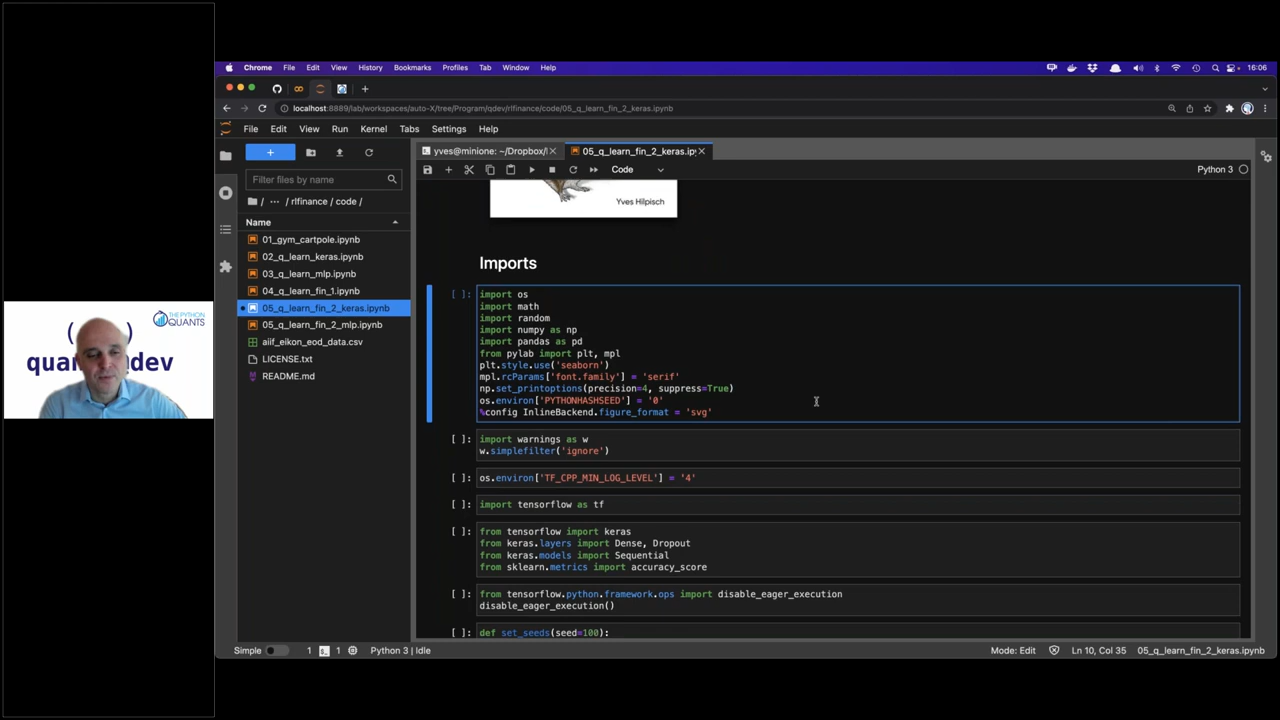 Chrome File Edit View History Bookmarks Profiles Tab Window Help 16:06
localhost:8889/lab/workspaces/auto-X/tree/Program/qdev/rlfinance/code/05_q_learn_fin_2_keras.ipynb
File Edit View Run Kernel Tabs Settings Help
yves@minione: ~/Dropbox/
05_q_learn_fin_2_keras.ip
Code
Python 3
Filter files by name
/ ··· / rlfinance / code /
Name
01_gym_cartpole.ipynb
02_q_learn_keras.ipynb
03_q_learn_mlp.ipynb
04_q_learn_fin_1.ipynb
05_q_learn_fin_2_keras.ipynb
05_q_learn_fin_2_mlp.ipynb
aiif_eikon_eod_data.csv
LICENSE.txt
README.md
Yves Hilpisch
Imports
[ ]: import os
import math
import random
import numpy as np
import pandas as pd
from pylab import plt, mpl
plt.style.use('seaborn')
mpl.rcParams['font.family'] = 'serif'
np.set_printoptions(precision=4, suppress=True)
os.environ['PYTHONHASHSEED'] = '0'
%config InlineBackend.figure_format = 'svg'
[ ]: import warnings as w
w.simplefilter('ignore')
[ ]: os.environ['TF_CPP_MIN_LOG_LEVEL'] = '4'
[ ]: import tensorflow as tf
[ ]: from tensorflow import keras
from keras.layers import Dense, Dropout
from keras.models import Sequential
from sklearn.metrics import accuracy_score
[ ]: from tensorflow.python.framework.ops import disable_eager_execution
disable_eager_execution()
[ ]: def set_seeds(seed=100):
Simple 1 1 Python 3 | Idle
Mode: Edit Ln 10, Col 35 05_q_learn_fin_2_keras.ipynb
THE PYTHON
QUANTS